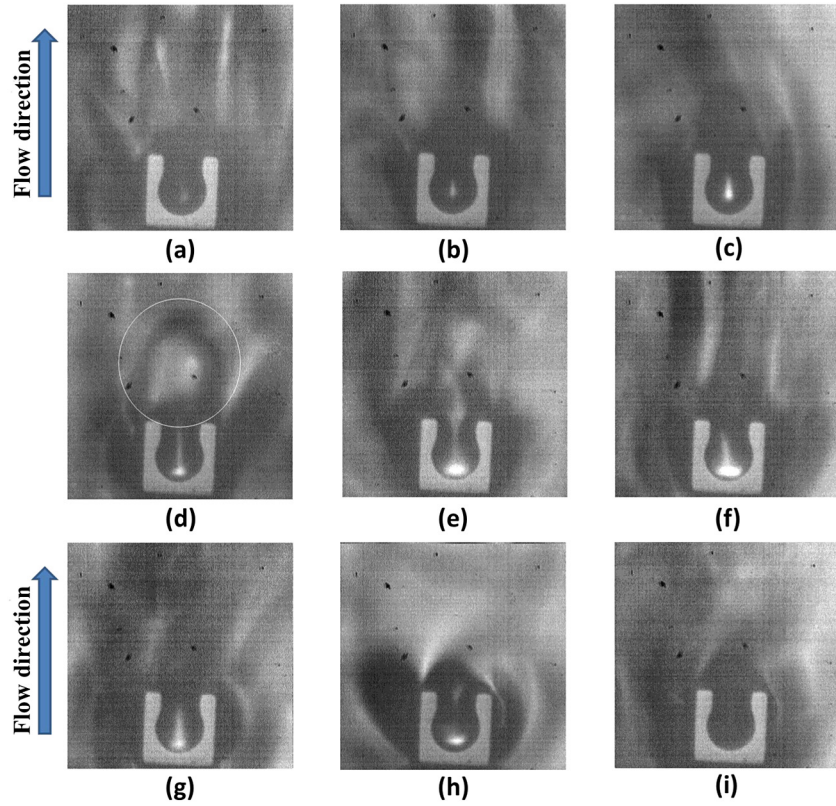 Flow direction
(a)
(b)
(c)
(d)
(e)
(f)
Flow direction
(g)
(h)
(i)